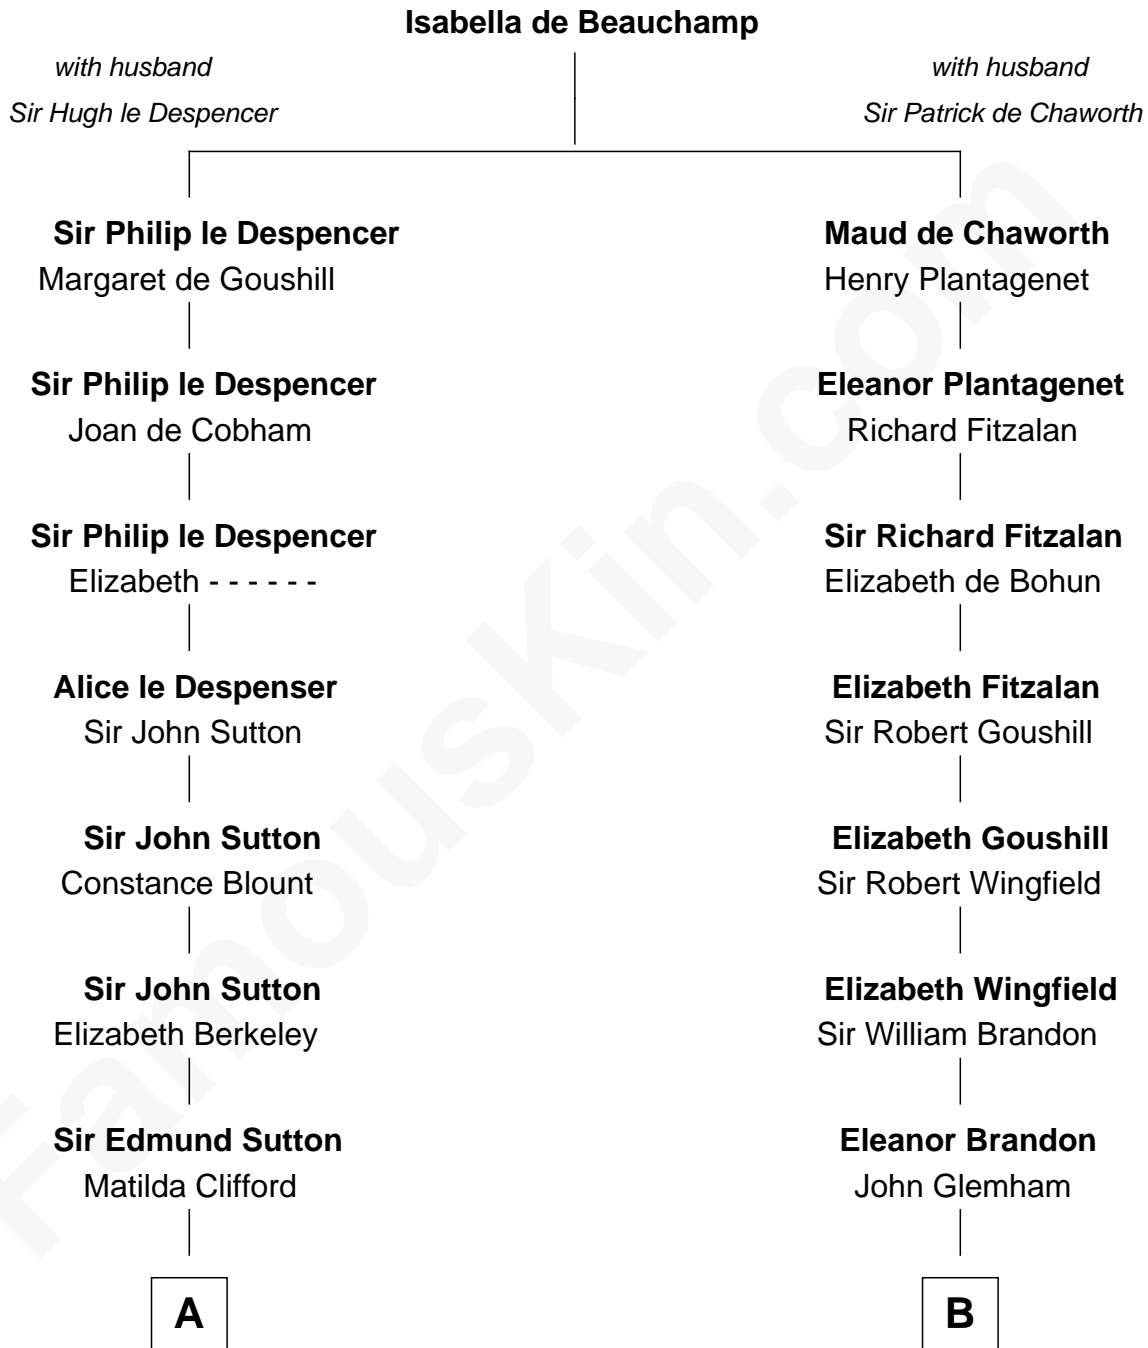 Isabella de Beauchamp
with husband
Sir Hugh le Despencer
with husband
Sir Patrick de Chaworth
Sir Philip le Despencer
Margaret de Goushill
Maud de Chaworth
Henry Plantagenet
Sir Philip le Despencer
Joan de Cobham
Eleanor Plantagenet
Richard Fitzalan
Sir Philip le Despencer
Elizabeth - - - - - -
Sir Richard Fitzalan
Elizabeth de Bohun
Alice le Despenser
Sir John Sutton
Elizabeth Fitzalan
Sir Robert Goushill
Sir John Sutton
Constance Blount
Elizabeth Goushill
Sir Robert Wingfield
Sir John Sutton
Elizabeth Berkeley
Elizabeth Wingfield
Sir William Brandon
Sir Edmund Sutton
Matilda Clifford
Eleanor Brandon
John Glemham
A
B
FamousKin.com